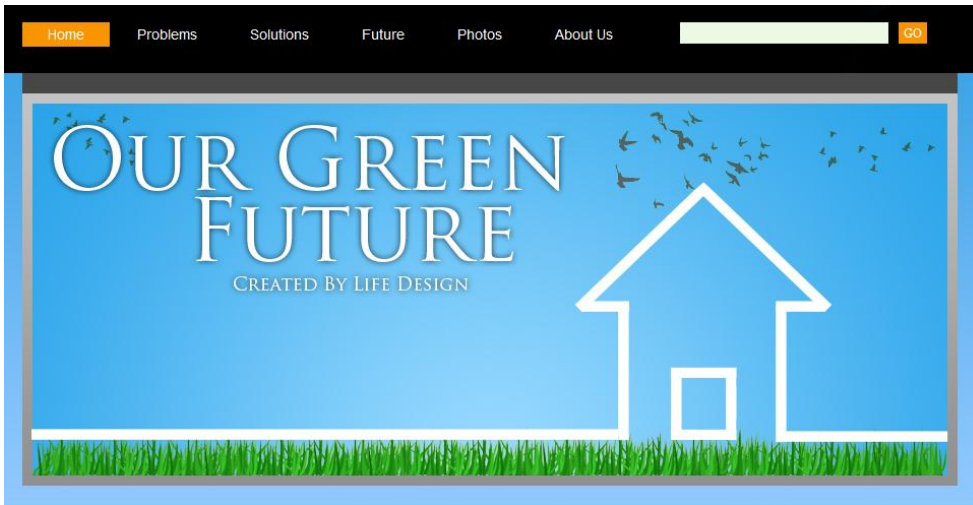 Home Problems Solutions Future Photos About Us GO
Our Green
Future
Created By Life Design